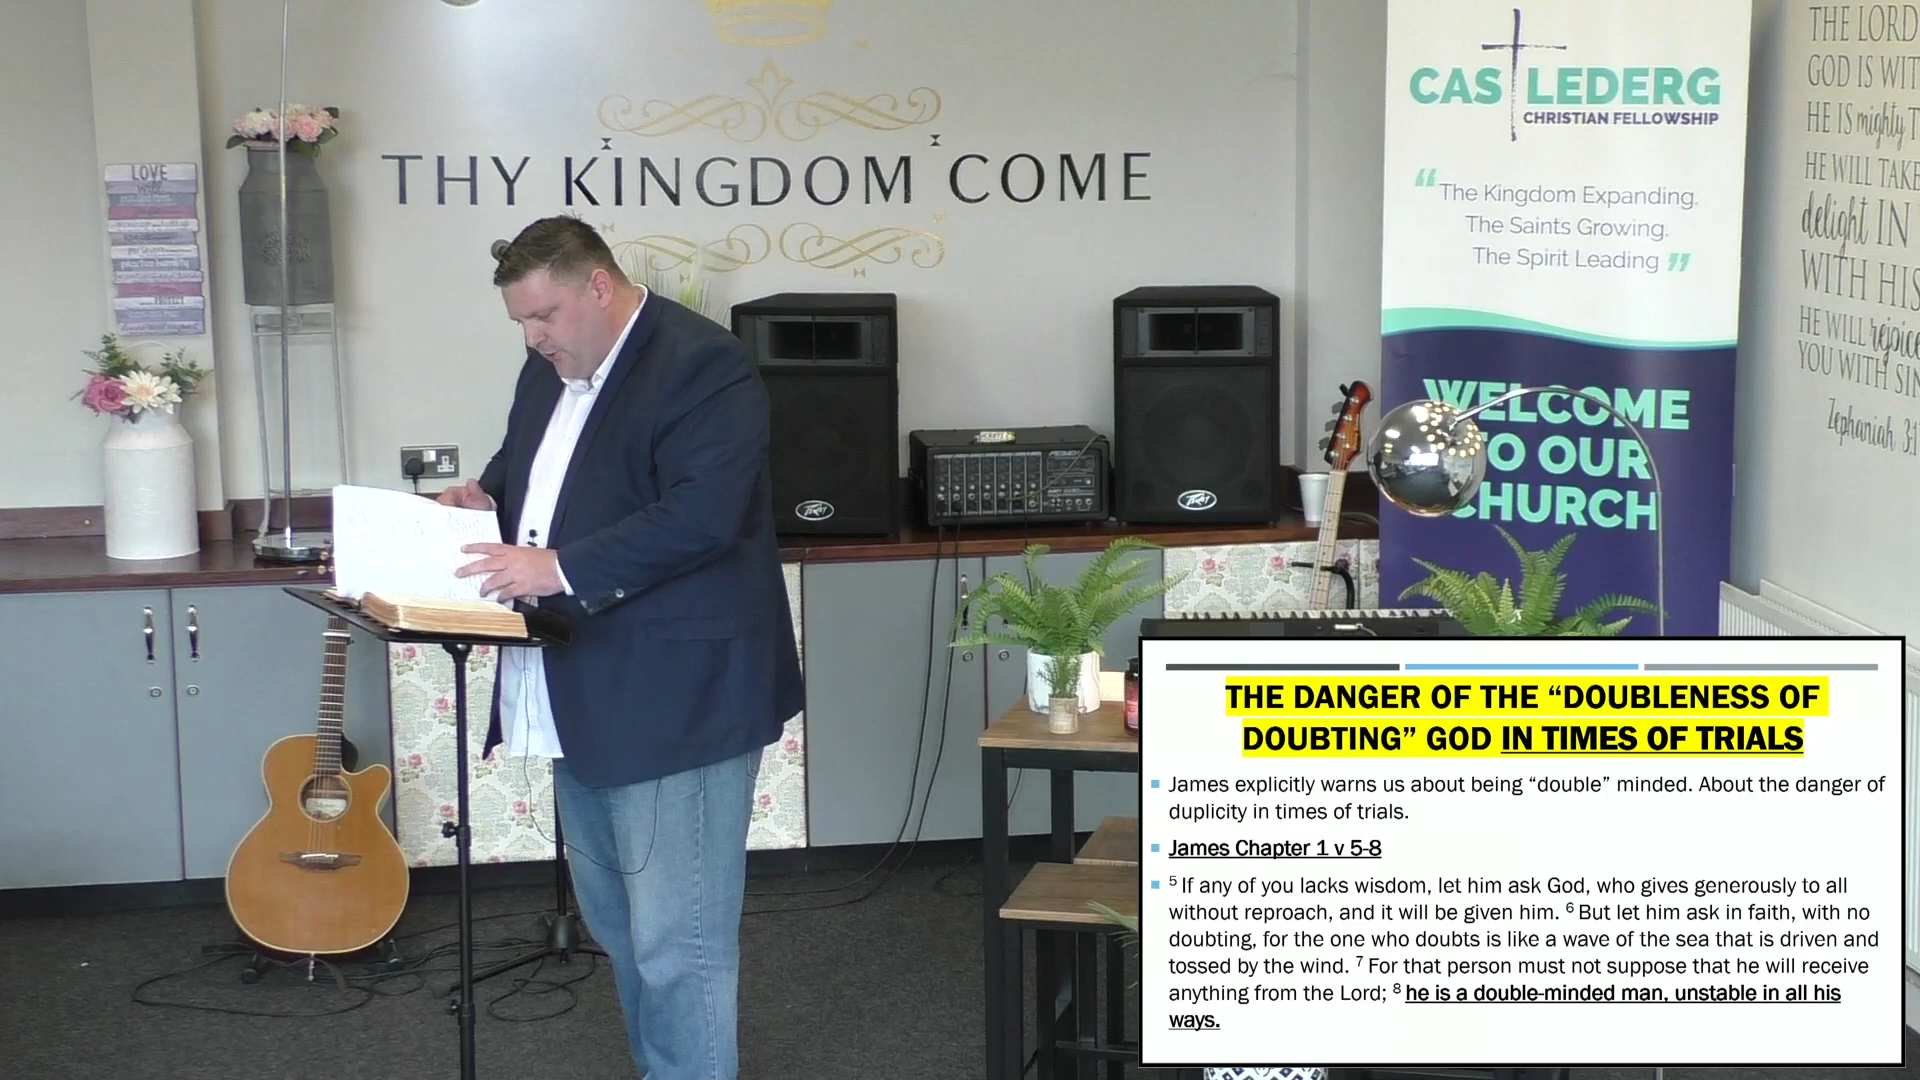 THY KINGDOM COME
LOVE
practice humility
PROTECT
CASTLEDERG
CHRISTIAN FELLOWSHIP
“The Kingdom Expanding.
The Saints Growing.
The Spirit Leading”
WELCOME
TO OUR
CHURCH
THE LORD
GOD IS WIT
HE IS mighty T
HE WILL TAKE
delight IN
WITH HIS
HE WILL rejoice
YOU WITH SIN
Zephaniah 3:1
PEAVEY
PEAVEY
THE DANGER OF THE “DOUBLENESS OF
DOUBTING” GOD IN TIMES OF TRIALS
James explicitly warns us about being “double” minded. About the danger of
duplicity in times of trials.
James Chapter 1 v 5-8
5 If any of you lacks wisdom, let him ask God, who gives generously to all
without reproach, and it will be given him. 6 But let him ask in faith, with no
doubting, for the one who doubts is like a wave of the sea that is driven and
tossed by the wind. 7 For that person must not suppose that he will receive
anything from the Lord; 8 he is a double-minded man, unstable in all his
ways.